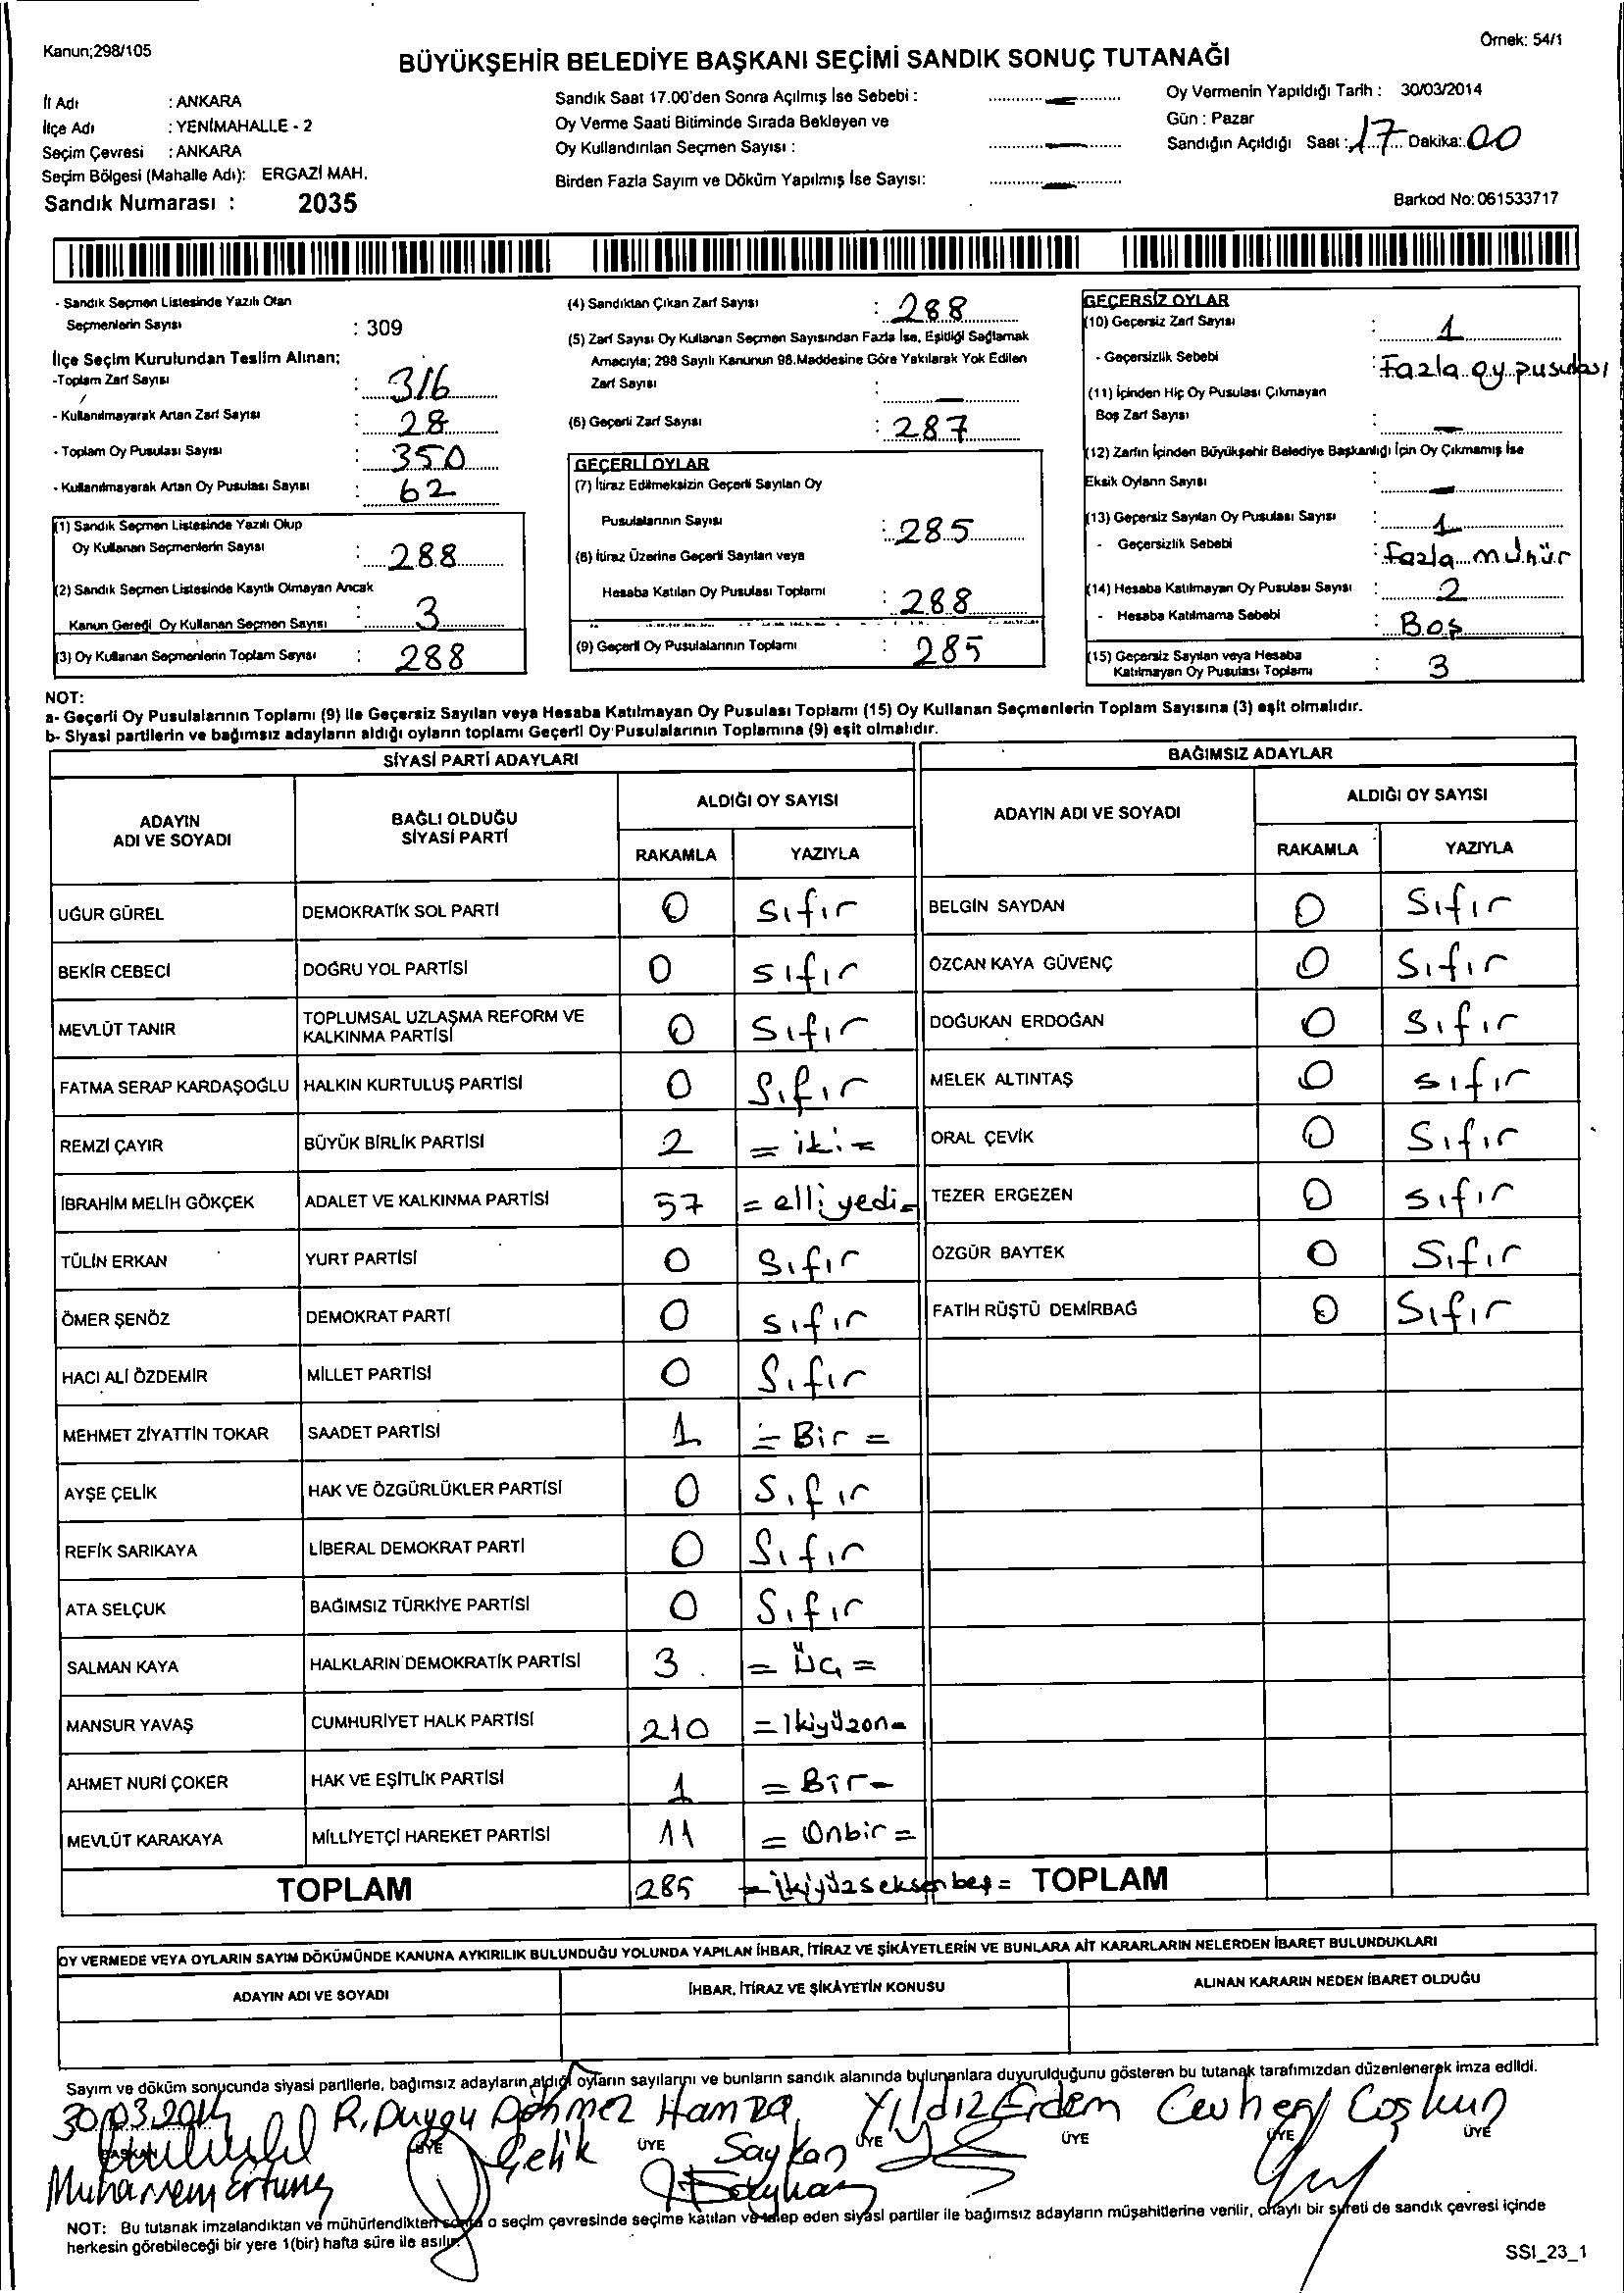 Kanun;298/105
Örnek: 54/1
BÜYÜKŞEHİR BELEDİYE BAŞKANI SEÇİMİ SANDIK SONUÇ TUTANAĞI
İl Adı : ANKARA
İlçe Adı : YENİMAHALLE - 2
Seçim Çevresi : ANKARA
Seçim Bölgesi (Mahalle Adı): ERGAZİ MAH.
Sandık Numarası : 2035
Sandık Saat 17.00'den Sonra Açılmış İse Sebebi : -
Oy Verme Saati Bitiminde Sırada Bekleyen ve
Oy Kullandırılan Seçmen Sayısı : -
Birden Fazla Sayım ve Döküm Yapılmış İse Sayısı: -
Oy Vermenin Yapıldığı Tarih : 30/03/2014
Gün : Pazar
Sandığın Açıldığı Saat : 17 Dakika: 00
Barkod No: 061533717
- Sandık Seçmen Listesinde Yazılı Olan
Seçmenlerin Sayısı : 309
İlçe Seçim Kurulundan Teslim Alınan;
-Toplam Zarf Sayısı : 316
- Kullanılmayarak Artan Zarf Sayısı : 28
- Toplam Oy Pusulası Sayısı : 350
- Kullanılmayarak Artan Oy Pusulası Sayısı : 62
(1) Sandık Seçmen Listesinde Yazılı Olup
Oy Kullanan Seçmenlerin Sayısı : 288
(2) Sandık Seçmen Listesinde Kayıtlı Olmayan Ancak
Kanun Gereği Oy Kullanan Seçmen Sayısı : 3
(3) Oy Kullanan Seçmenlerin Toplam Sayısı : 288
(4) Sandıktan Çıkan Zarf Sayısı : 288
(5) Zarf Sayısı Oy Kullanan Seçmen Sayısından Fazla İse, Eşitliği Sağlamak
Amacıyla; 298 Sayılı Kanunun 98.Maddesine Göre Yakılarak Yok Edilen
Zarf Sayısı : -
(6) Geçerli Zarf Sayısı : 287
GEÇERLİ OYLAR
(7) İtiraz Edilmeksizin Geçerli Sayılan Oy
Pusulalarının Sayısı : 285
(8) İtiraz Üzerine Geçerli Sayılan veya
Hesaba Katılan Oy Pusulası Toplamı : 288
(9) Geçerli Oy Pusulalarının Toplamı : 285
GEÇERSİZ OYLAR
(10) Geçersiz Zarf Sayısı : 1
- Geçersizlik Sebebi : Fazla oy pusulası
(11) İçinden Hiç Oy Pusulası Çıkmayan
Boş Zarf Sayısı : -
(12) Zarfın İçinden Büyükşehir Belediye Başkanlığı İçin Oy Çıkmamış İse
Eksik Oyların Sayısı : -
(13) Geçersiz Sayılan Oy Pusulası Sayısı : 1
- Geçersizlik Sebebi : fazla mühür
(14) Hesaba Katılmayan Oy Pusulası Sayısı : 2
- Hesaba Katılmama Sebebi : Boş
(15) Geçersiz Sayılan veya Hesaba
Katılmayan Oy Pusulası Toplamı : 3
NOT:
a- Geçerli Oy Pusulalarının Toplamı (9) ile Geçersiz Sayılan veya Hesaba Katılmayan Oy Pusulası Toplamı (15) Oy Kullanan Seçmenlerin Toplam Sayısına (3) eşit olmalıdır.
b- Siyasi partilerin ve bağımsız adayların aldığı oyların toplamı Geçerli Oy Pusulalarının Toplamına (9) eşit olmalıdır.
SİYASİ PARTİ ADAYLARI
BAĞIMSIZ ADAYLAR
ADAYIN ADI VE SOYADI
BAĞLI OLDUĞU SİYASİ PARTİ
ALDIĞI OY SAYISI
RAKAMLA YAZIYLA
ADAYIN ADI VE SOYADI
ALDIĞI OY SAYISI
RAKAMLA YAZIYLA
UĞUR GÜREL DEMOKRATİK SOL PARTİ 0 Sıfır BELGİN SAYDAN 0 Sıfır
BEKİR CEBECİ DOĞRU YOL PARTİSİ 0 sıfır ÖZCAN KAYA GÜVENÇ 0 Sıfır
MEVLÜT TANIR TOPLUMSAL UZLAŞMA REFORM VE KALKINMA PARTİSİ 0 Sıfır DOĞUKAN ERDOĞAN 0 Sıfır
FATMA SERAP KARDAŞOĞLU HALKIN KURTULUŞ PARTİSİ 0 Sıfır MELEK ALTINTAŞ 0 sıfır
REMZİ ÇAYIR BÜYÜK BİRLİK PARTİSİ 2 = iki = ORAL ÇEVİK 0 Sıfır
İBRAHİM MELİH GÖKÇEK ADALET VE KALKINMA PARTİSİ 57 = elli yedi = TEZER ERGEZEN 0 sıfır
TÜLİN ERKAN YURT PARTİSİ 0 Sıfır ÖZGÜR BAYTEK 0 Sıfır
ÖMER ŞENÖZ DEMOKRAT PARTİ 0 sıfır FATİH RÜŞTÜ DEMİRBAĞ 0 Sıfır
HACI ALİ ÖZDEMİR MİLLET PARTİSİ 0 Sıfır
MEHMET ZİYATTİN TOKAR SAADET PARTİSİ 1 = Bir =
AYŞE ÇELİK HAK VE ÖZGÜRLÜKLER PARTİSİ 0 Sıfır
REFİK SARIKAYA LİBERAL DEMOKRAT PARTİ 0 Sıfır
ATA SELÇUK BAĞIMSIZ TÜRKİYE PARTİSİ 0 Sıfır
SALMAN KAYA HALKLARIN DEMOKRATİK PARTİSİ 3 = Üç =
MANSUR YAVAŞ CUMHURİYET HALK PARTİSİ 210 = Ikiyüzon =
AHMET NURİ ÇOKER HAK VE EŞİTLİK PARTİSİ 1 = Bir =
MEVLÜT KARAKAYA MİLLİYETÇİ HAREKET PARTİSİ 11 = Onbir =
TOPLAM 285 = ikiyüzseksenbeş = TOPLAM
OY VERMEDE VEYA OYLARIN SAYIM DÖKÜMÜNDE KANUNA AYKIRILIK BULUNDUĞU YOLUNDA YAPILAN İHBAR, İTİRAZ VE ŞİKÂYETLERİN VE BUNLARA AİT KARARLARIN NELERDEN İBARET BULUNDUKLARI
ADAYIN ADI VE SOYADI İHBAR, İTİRAZ VE ŞİKÂYETİN KONUSU ALINAN KARARIN NEDEN İBARET OLDUĞU
Sayım ve döküm sonucunda siyasi partilerle, bağımsız adayların aldığı oyların sayılarını ve bunların sandık alanında bulunanlara duyurulduğunu gösteren bu tutanak tarafımızdan düzenlenerek imza edildi.
30.03.2014 R. Duygu Dönmez Hamza Yıldız Erdem Cevher Coşkun
BAŞKAN ÜYE Çelik ÜYE Saykan ÜYE ÜYE ÜYE ÜYE
Muharrem Ertunç
NOT: Bu tutanak imzalandıktan ve mühürlendikten sonra o seçim çevresinde seçime katılan ve talep eden siyasi partiler ile bağımsız adayların müşahitlerine verilir, onaylı bir sureti de sandık çevresi içinde
herkesin görebileceği bir yere 1(bir) hafta süre ile asılır.
SSI_23_1